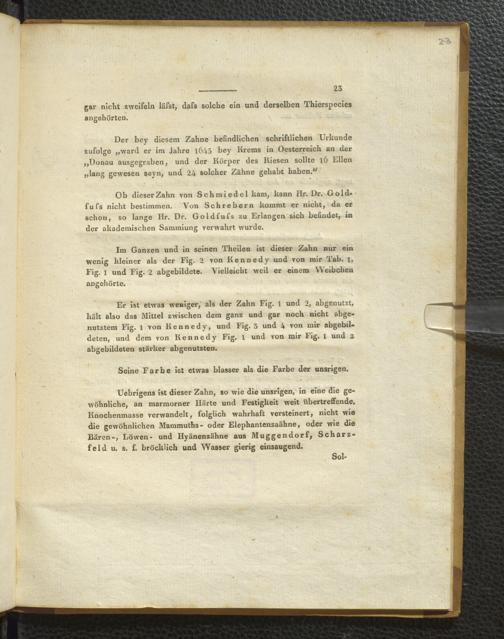 23
23
gar nicht zweifeln läſst, daſs solche ein und derselben Thierspecies
angehörten.
Der bey diesem Zahne befindlichen schriftlichen Urkunde
zufolge „ward er im Jahre 1645 bey Krems in Oesterreich an der
„Donau ausgegraben, und der Körper des Riesen sollte 16 Ellen
„lang gewesen seyn, und 24 solcher Zähne gehabt haben.“
Ob dieser Zahn von Schmiedel kam, kann Hr. Dr. Gold-
fuſs nicht bestimmen. Von Schrebern kommt er nicht, da er
schon, so lange Hr. Dr. Goldfuſs zu Erlangen sich befindet, in
der akademischen Sammlung verwahrt wurde.
Im Ganzen und in seinen Theilen ist dieser Zahn nur ein
wenig kleiner als der Fig. 2 von Kennedy und von mir Tab. 1,
Fig. 1 und Fig. 2 abgebildete. Vielleicht weil er einem Weibchen
angehörte.
Er ist etwas weniger, als der Zahn Fig. 1 und 2, abgenutzt,
hält also das Mittel zwischen dem ganz und gar noch nicht abge-
nutztem Fig. 1 von Kennedy, und Fig. 3 und 4 von mir abgebil-
deten, und dem von Kennedy Fig. 1 und von mir Fig. 1 und 2
abgebildeten stärker abgenutzten.
Seine Farbe ist etwas blasser als die Farbe der unsrigen.
Uebrigens ist dieser Zahn, so wie die unsrigen, in eine die ge-
wöhnliche, an marmorner Härte und Festigkeit weit übertreffende,
Knochenmasse verwandelt, folglich wahrhaft versteinert, nicht wie
die gewöhnlichen Mammuths- oder Elephantenzähne, oder wie die
Bären-, Löwen- und Hyänenzähne aus Muggendorf, Scharz-
feld u. s. f. bröcklich und Wasser gierig einsaugend.
Sol-